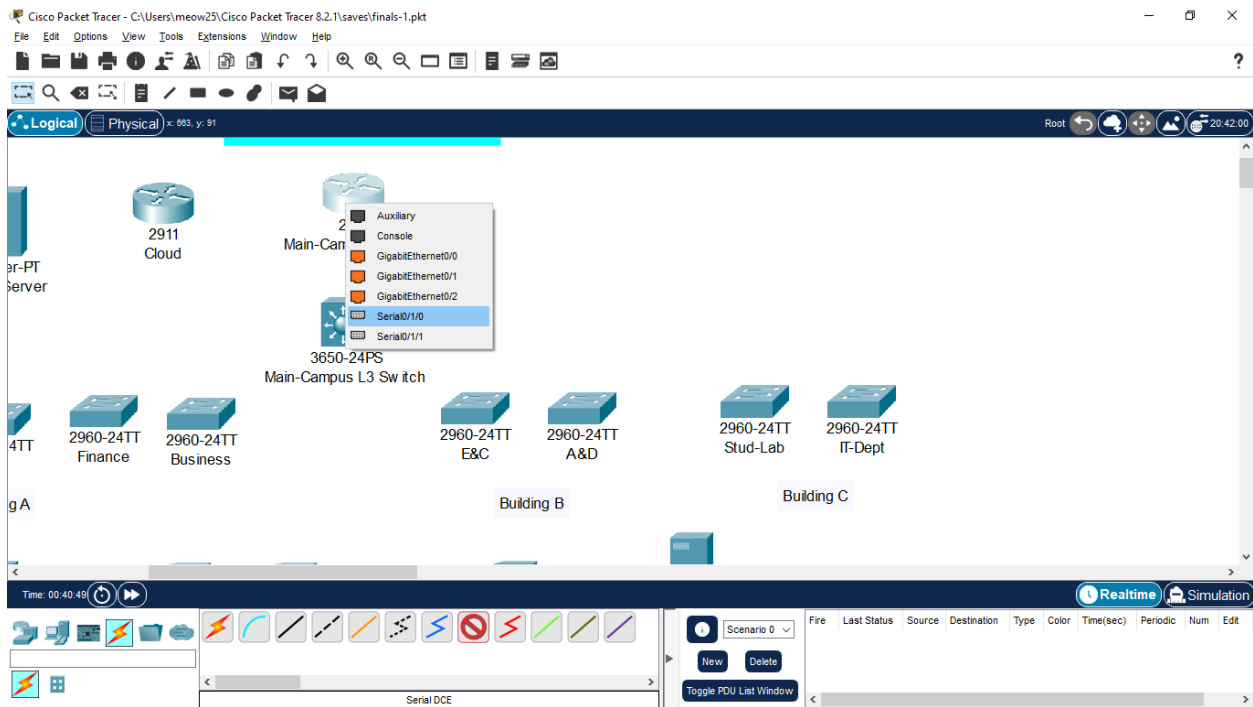 Cisco Packet Tracer - C:\Users\meow25\Cisco Packet Tracer 8.2.1\saves\finals-1.pkt
File Edit Options View Tools Extensions Window Help
?
Logical Physical x: 663, y: 91 Root 20:42:00
2911
Cloud
2
Main-Cam
Auxiliary
Console
GigabitEthernet0/0
GigabitEthernet0/1
GigabitEthernet0/2
Serial0/1/0
Serial0/1/1
er-PT
Server
3650-24PS
Main-Campus L3 Switch
4TT
2960-24TT
Finance
2960-24TT
Business
2960-24TT
E&C
2960-24TT
A&D
2960-24TT
Stud-Lab
2960-24TT
IT-Dept
g A
Building B
Building C
Time: 00:40:49 Realtime Simulation
Scenario 0
New Delete
Toggle PDU List Window
Fire Last Status Source Destination Type Color Time(sec) Periodic Num Edit
Serial DCE